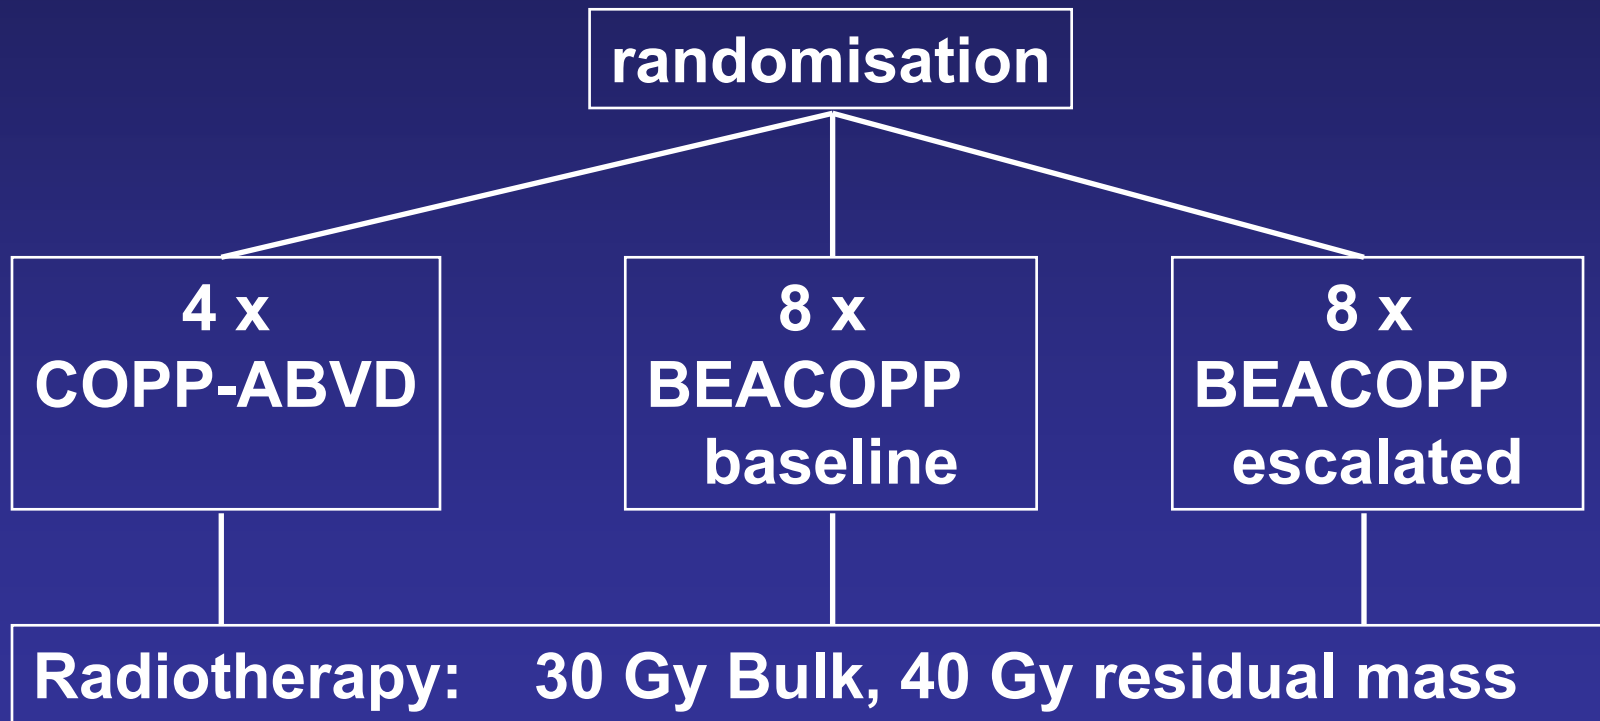 randomisation
4 x
COPP-ABVD
8 x
BEACOPP
baseline
8 x
BEACOPP
escalated
Radiotherapy: 30 Gy Bulk, 40 Gy residual mass